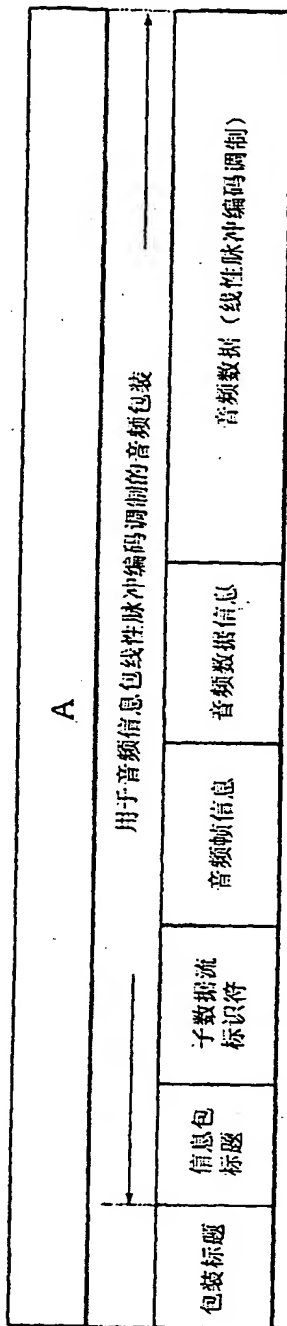 A
用于音频信息包线性脉冲编码调制的音频包装
包装标题
信息包
标题
子数据流
标识符
音频帧信息
音频数据信息
音频数据（线性脉冲编码调制）